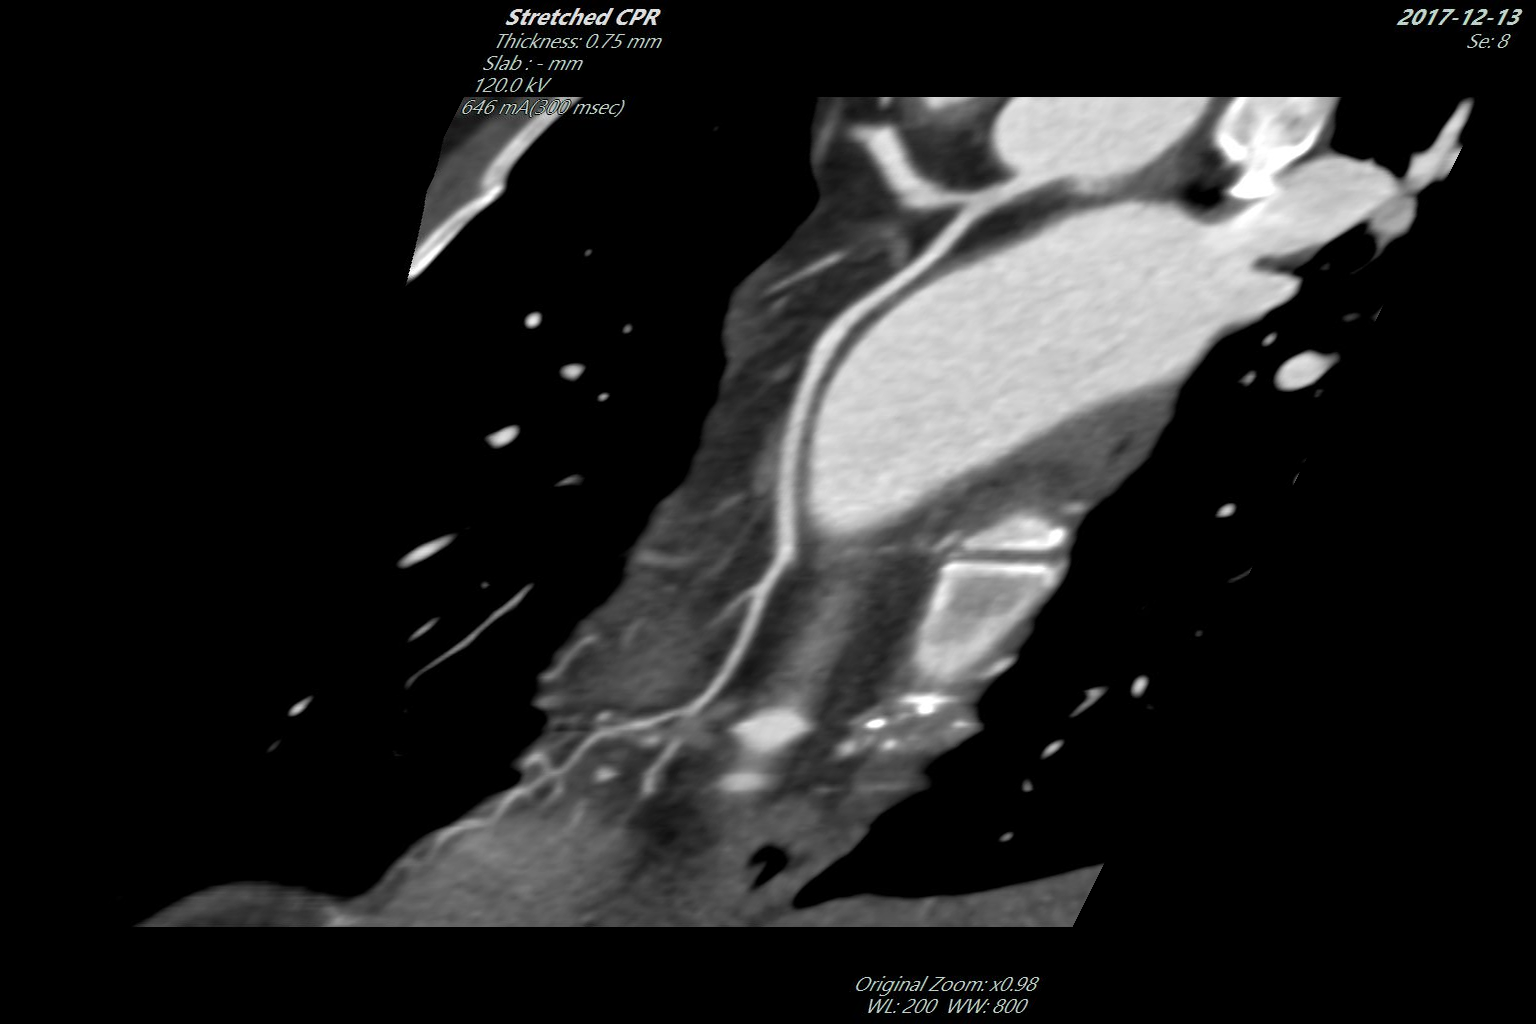 Stretched CPR
Thickness: 0.75 mm
Slab : - mm
120.0 kV
646 mA(300 msec)
2017-12-13
Se: 8
Original Zoom: x0.98
WL: 200 WW: 800